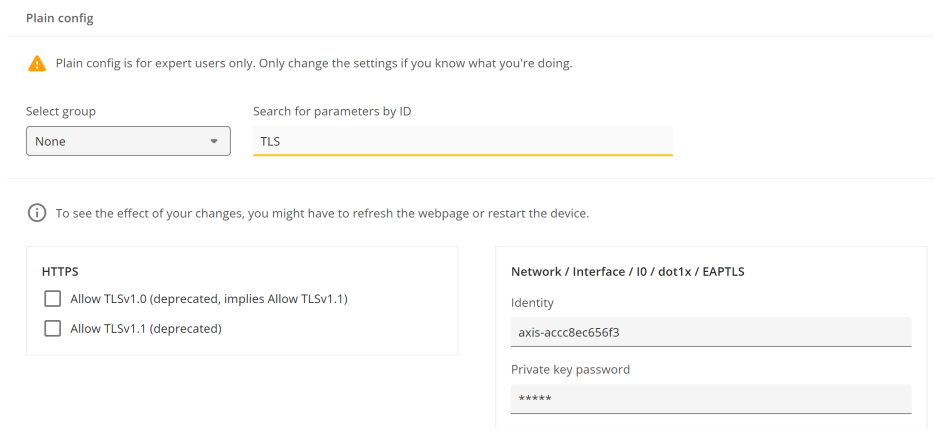 Plain config
Plain config is for expert users only. Only change the settings if you know what you're doing.
Select group
None
Search for parameters by ID
TLS
To see the effect of your changes, you might have to refresh the webpage or restart the device.
HTTPS
Allow TLSv1.0 (deprecated, implies Allow TLSv1.1)
Allow TLSv1.1 (deprecated)
Network / Interface / I0 / dot1x / EAPTLS
Identity
axis-accc8ec656f3
Private key password
*****